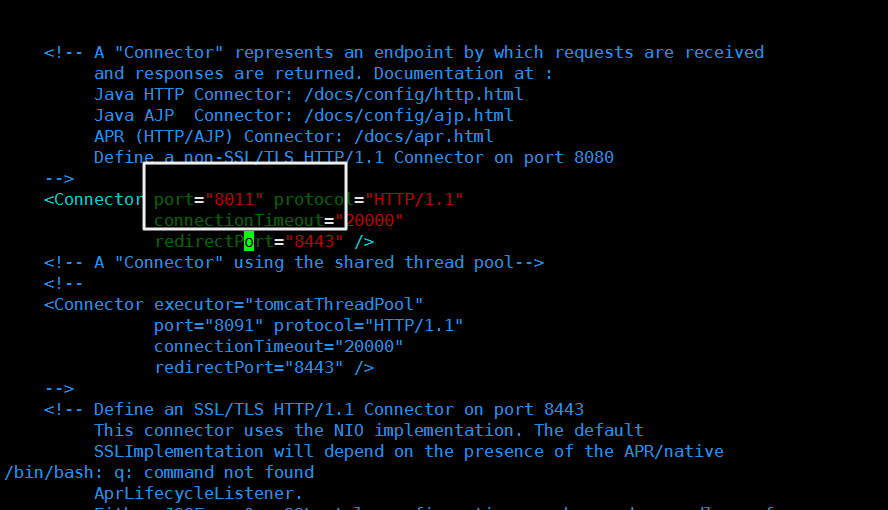 <!-- A "Connector" represents an endpoint by which requests are received
and responses are returned. Documentation at :
Java HTTP Connector: /docs/config/http.html
Java AJP  Connector: /docs/config/ajp.html
APR (HTTP/AJP) Connector: /docs/apr.html
Define a non-SSL/TLS HTTP/1.1 Connector on port 8080
-->
<Connector port="8011" protocol="HTTP/1.1"
connectionTimeout="20000"
redirectPort="8443" />
<!-- A "Connector" using the shared thread pool-->
<!--
<Connector executor="tomcatThreadPool"
port="8091" protocol="HTTP/1.1"
connectionTimeout="20000"
redirectPort="8443" />
-->
<!-- Define an SSL/TLS HTTP/1.1 Connector on port 8443
This connector uses the NIO implementation. The default
SSLImplementation will depend on the presence of the APR/native
/bin/bash: q: command not found
AprLifecycleListener.